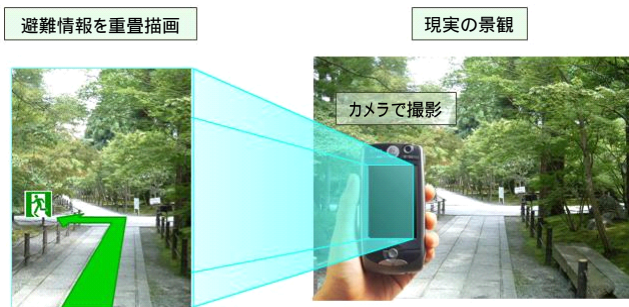 避難情報を重畳描画
現実の景観
カメラで撮影